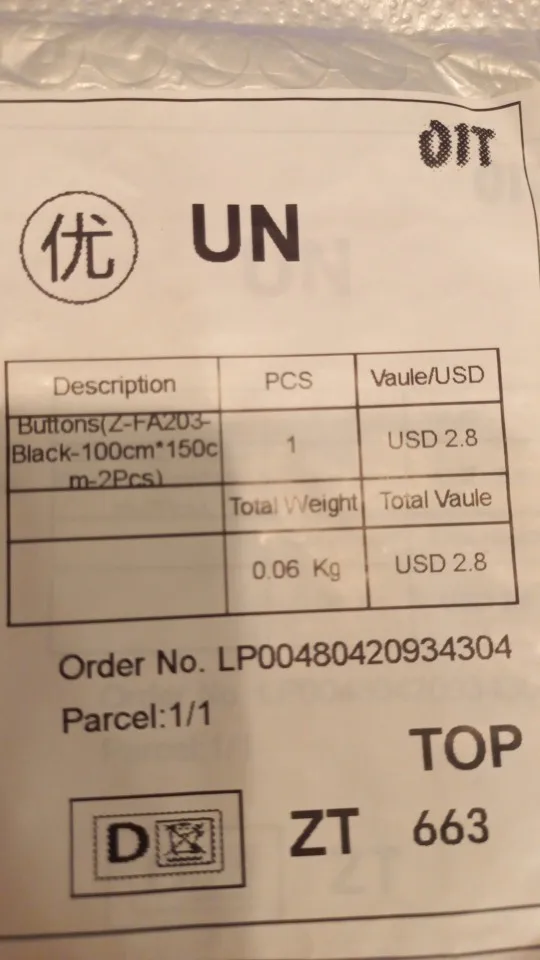 OIT
优 UN
Description PCS Vaule/USD
Buttons(Z-FA203-
Black-100cm*150c
m-2Pcs)
1
USD 2.8
Total Weight Total Vaule
0.06 Kg USD 2.8
Order No. LP00480420934304
Parcel:1/1
TOP
D ZT 663